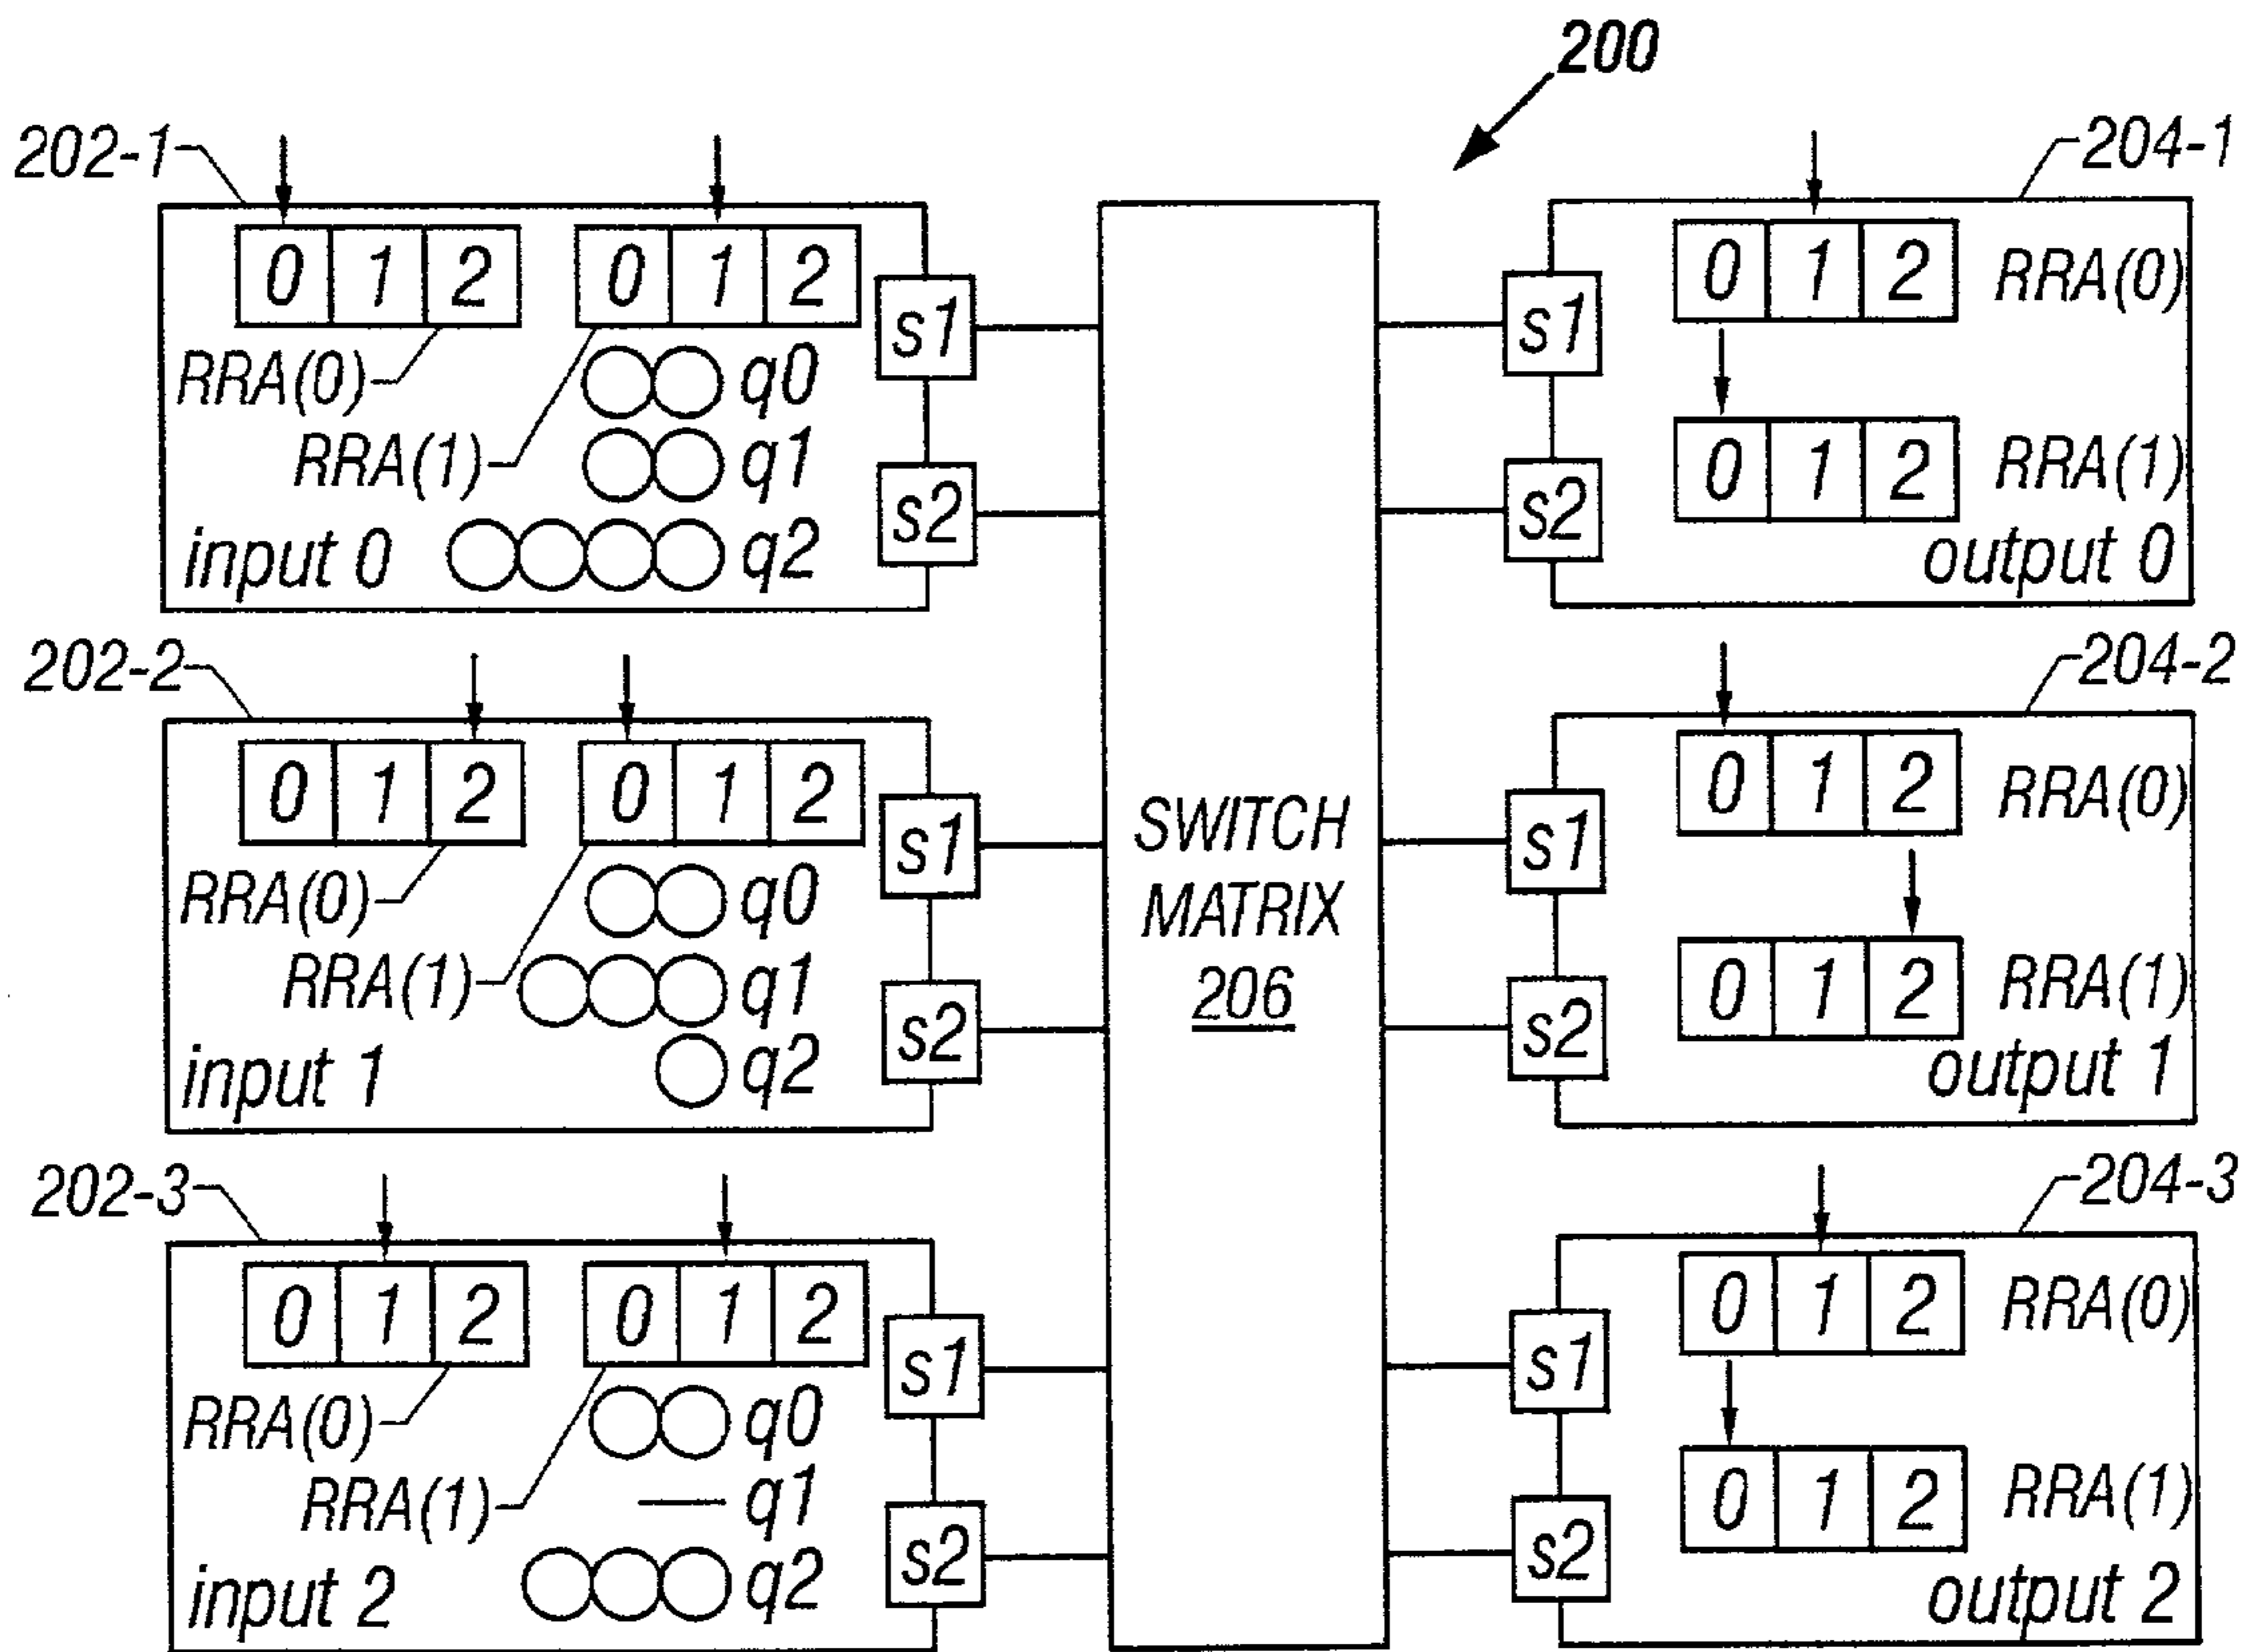 200
202-1
0 1 2
0 1 2
RRA(0)
RRA(1)
q0
q1
q2
input 0
s1
s2
202-2
0 1 2
0 1 2
RRA(0)
RRA(1)
q0
q1
q2
input 1
s1
s2
202-3
0 1 2
0 1 2
RRA(0)
RRA(1)
q0
q1
q2
input 2
s1
s2
SWITCH
MATRIX
206
204-1
s1
s2
0 1 2 RRA(0)
0 1 2 RRA(1)
output 0
204-2
s1
s2
0 1 2 RRA(0)
0 1 2 RRA(1)
output 1
204-3
s1
s2
0 1 2 RRA(0)
0 1 2 RRA(1)
output 2